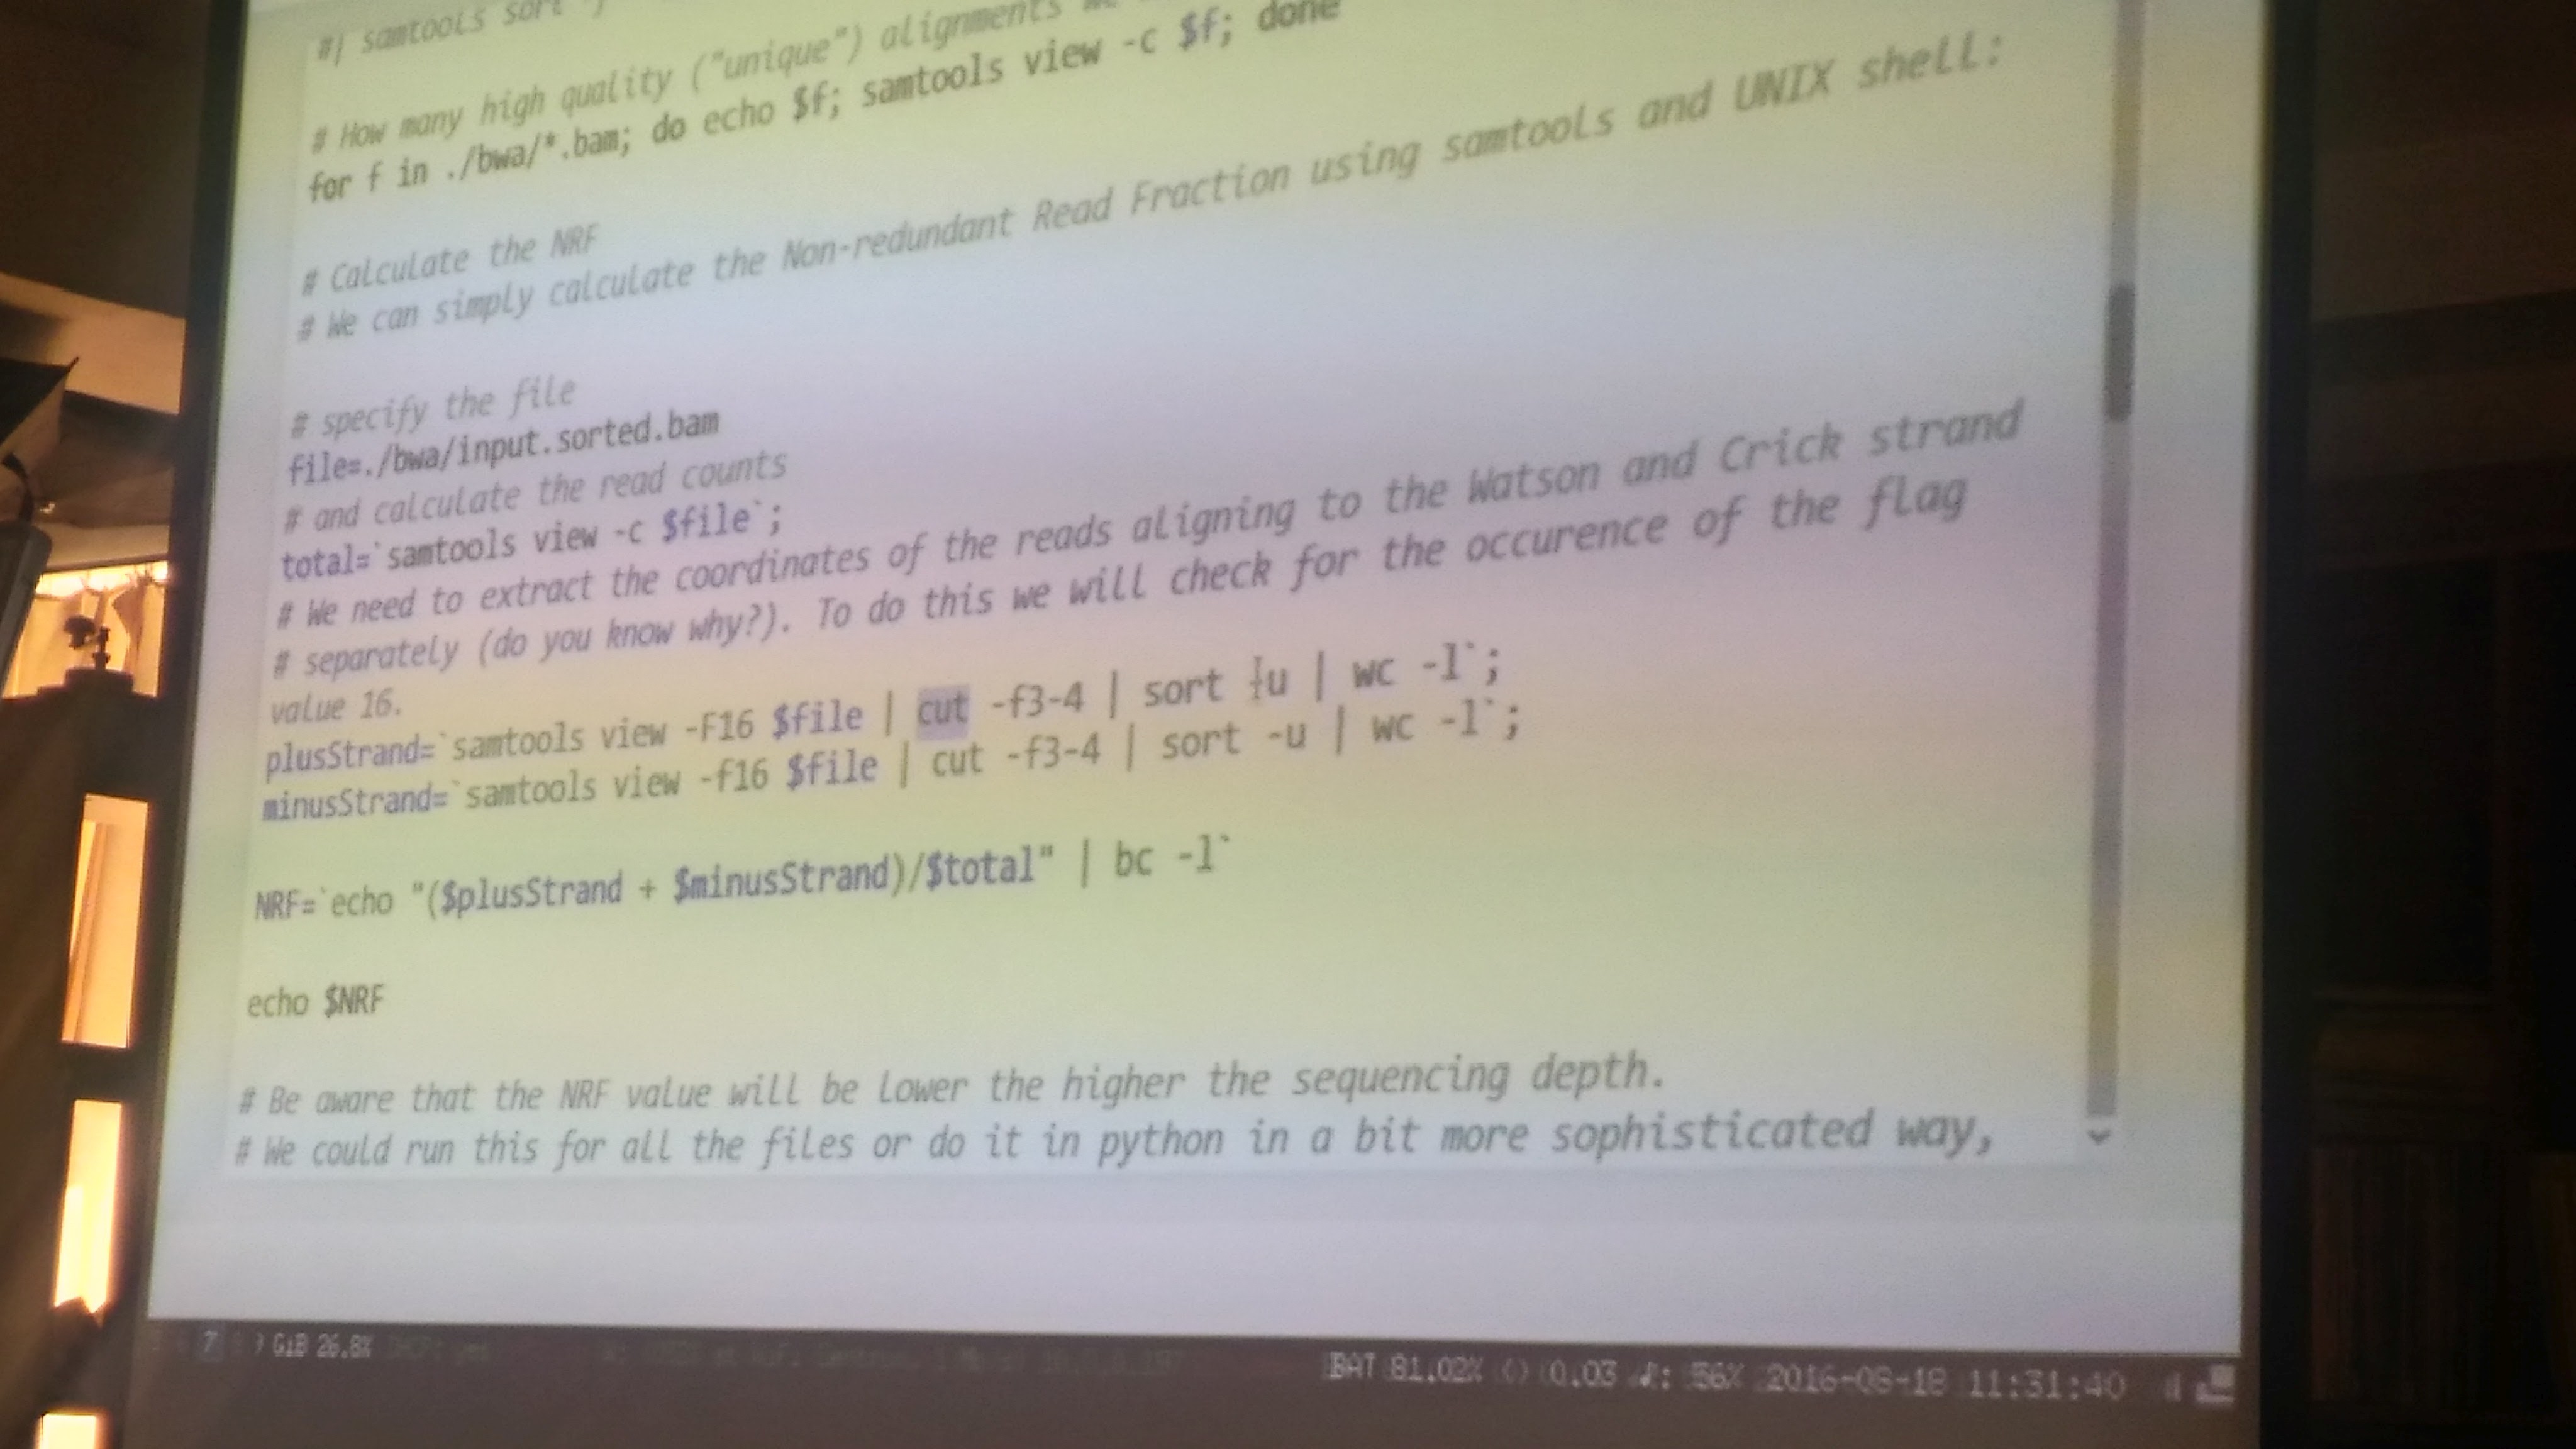 #| samtools sort
# How many high quality ("unique") alignments
for f in ./bwa/*.bam; do echo $f; samtools view -c $f; done
# Calculate the NRF
# We can simply calculate the Non-redundant Read Fraction using samtools and UNIX shell:
# specify the file
file=./bwa/input.sorted.bam
# and calculate the read counts
total=`samtools view -c $file`;
# We need to extract the coordinates of the reads aligning to the Watson and Crick strand
# separately (do you know why?). To do this we will check for the occurence of the flag
value 16.
plusStrand=`samtools view -F16 $file | cut -f3-4 | sort -u | wc -l`;
minusStrand=`samtools view -f16 $file | cut -f3-4 | sort -u | wc -l`;
NRF=`echo "($plusStrand + $minusStrand)/$total" | bc -l`
echo $NRF
# Be aware that the NRF value will be lower the higher the sequencing depth.
# We could run this for all the files or do it in python in a bit more sophisticated way,
7 GiB 26.8% BAT 81.02% 0.03 56% 2016-08-18 11:31:40